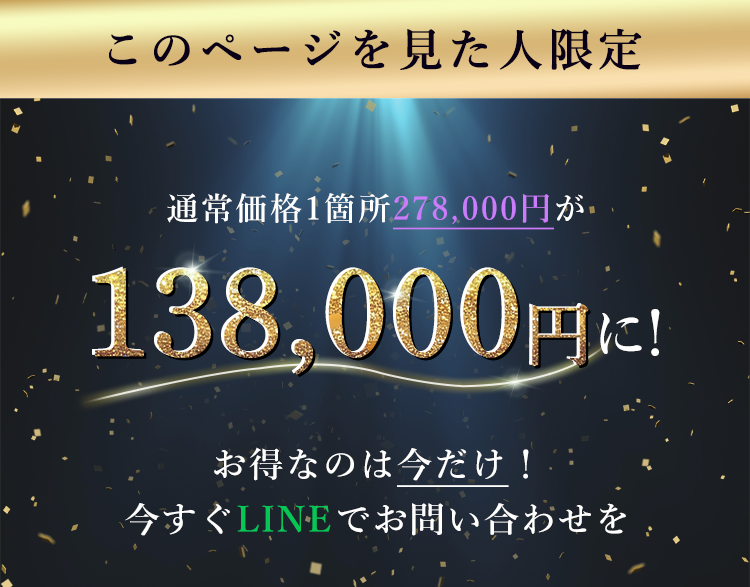 このページを見た人限定
通常価格1箇所278,000円が
138,000円に!
お得なのは今だけ！
今すぐLINEでお問い合わせを